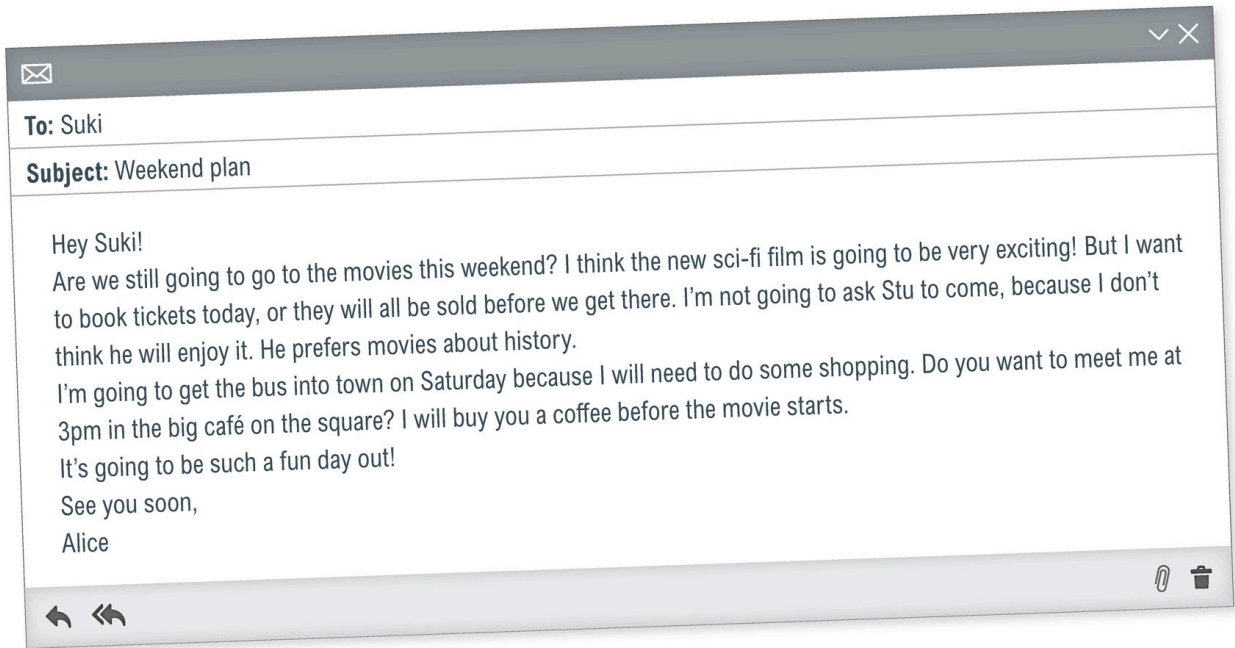 To: Suki
Subject: Weekend plan
Hey Suki!
Are we still going to go to the movies this weekend? I think the new sci-fi film is going to be very exciting! But I want
to book tickets today, or they will all be sold before we get there. I'm not going to ask Stu to come, because I don't
think he will enjoy it. He prefers movies about history.
I'm going to get the bus into town on Saturday because I will need to do some shopping. Do you want to meet me at
3pm in the big café on the square? I will buy you a coffee before the movie starts.
It's going to be such a fun day out!
See you soon,
Alice